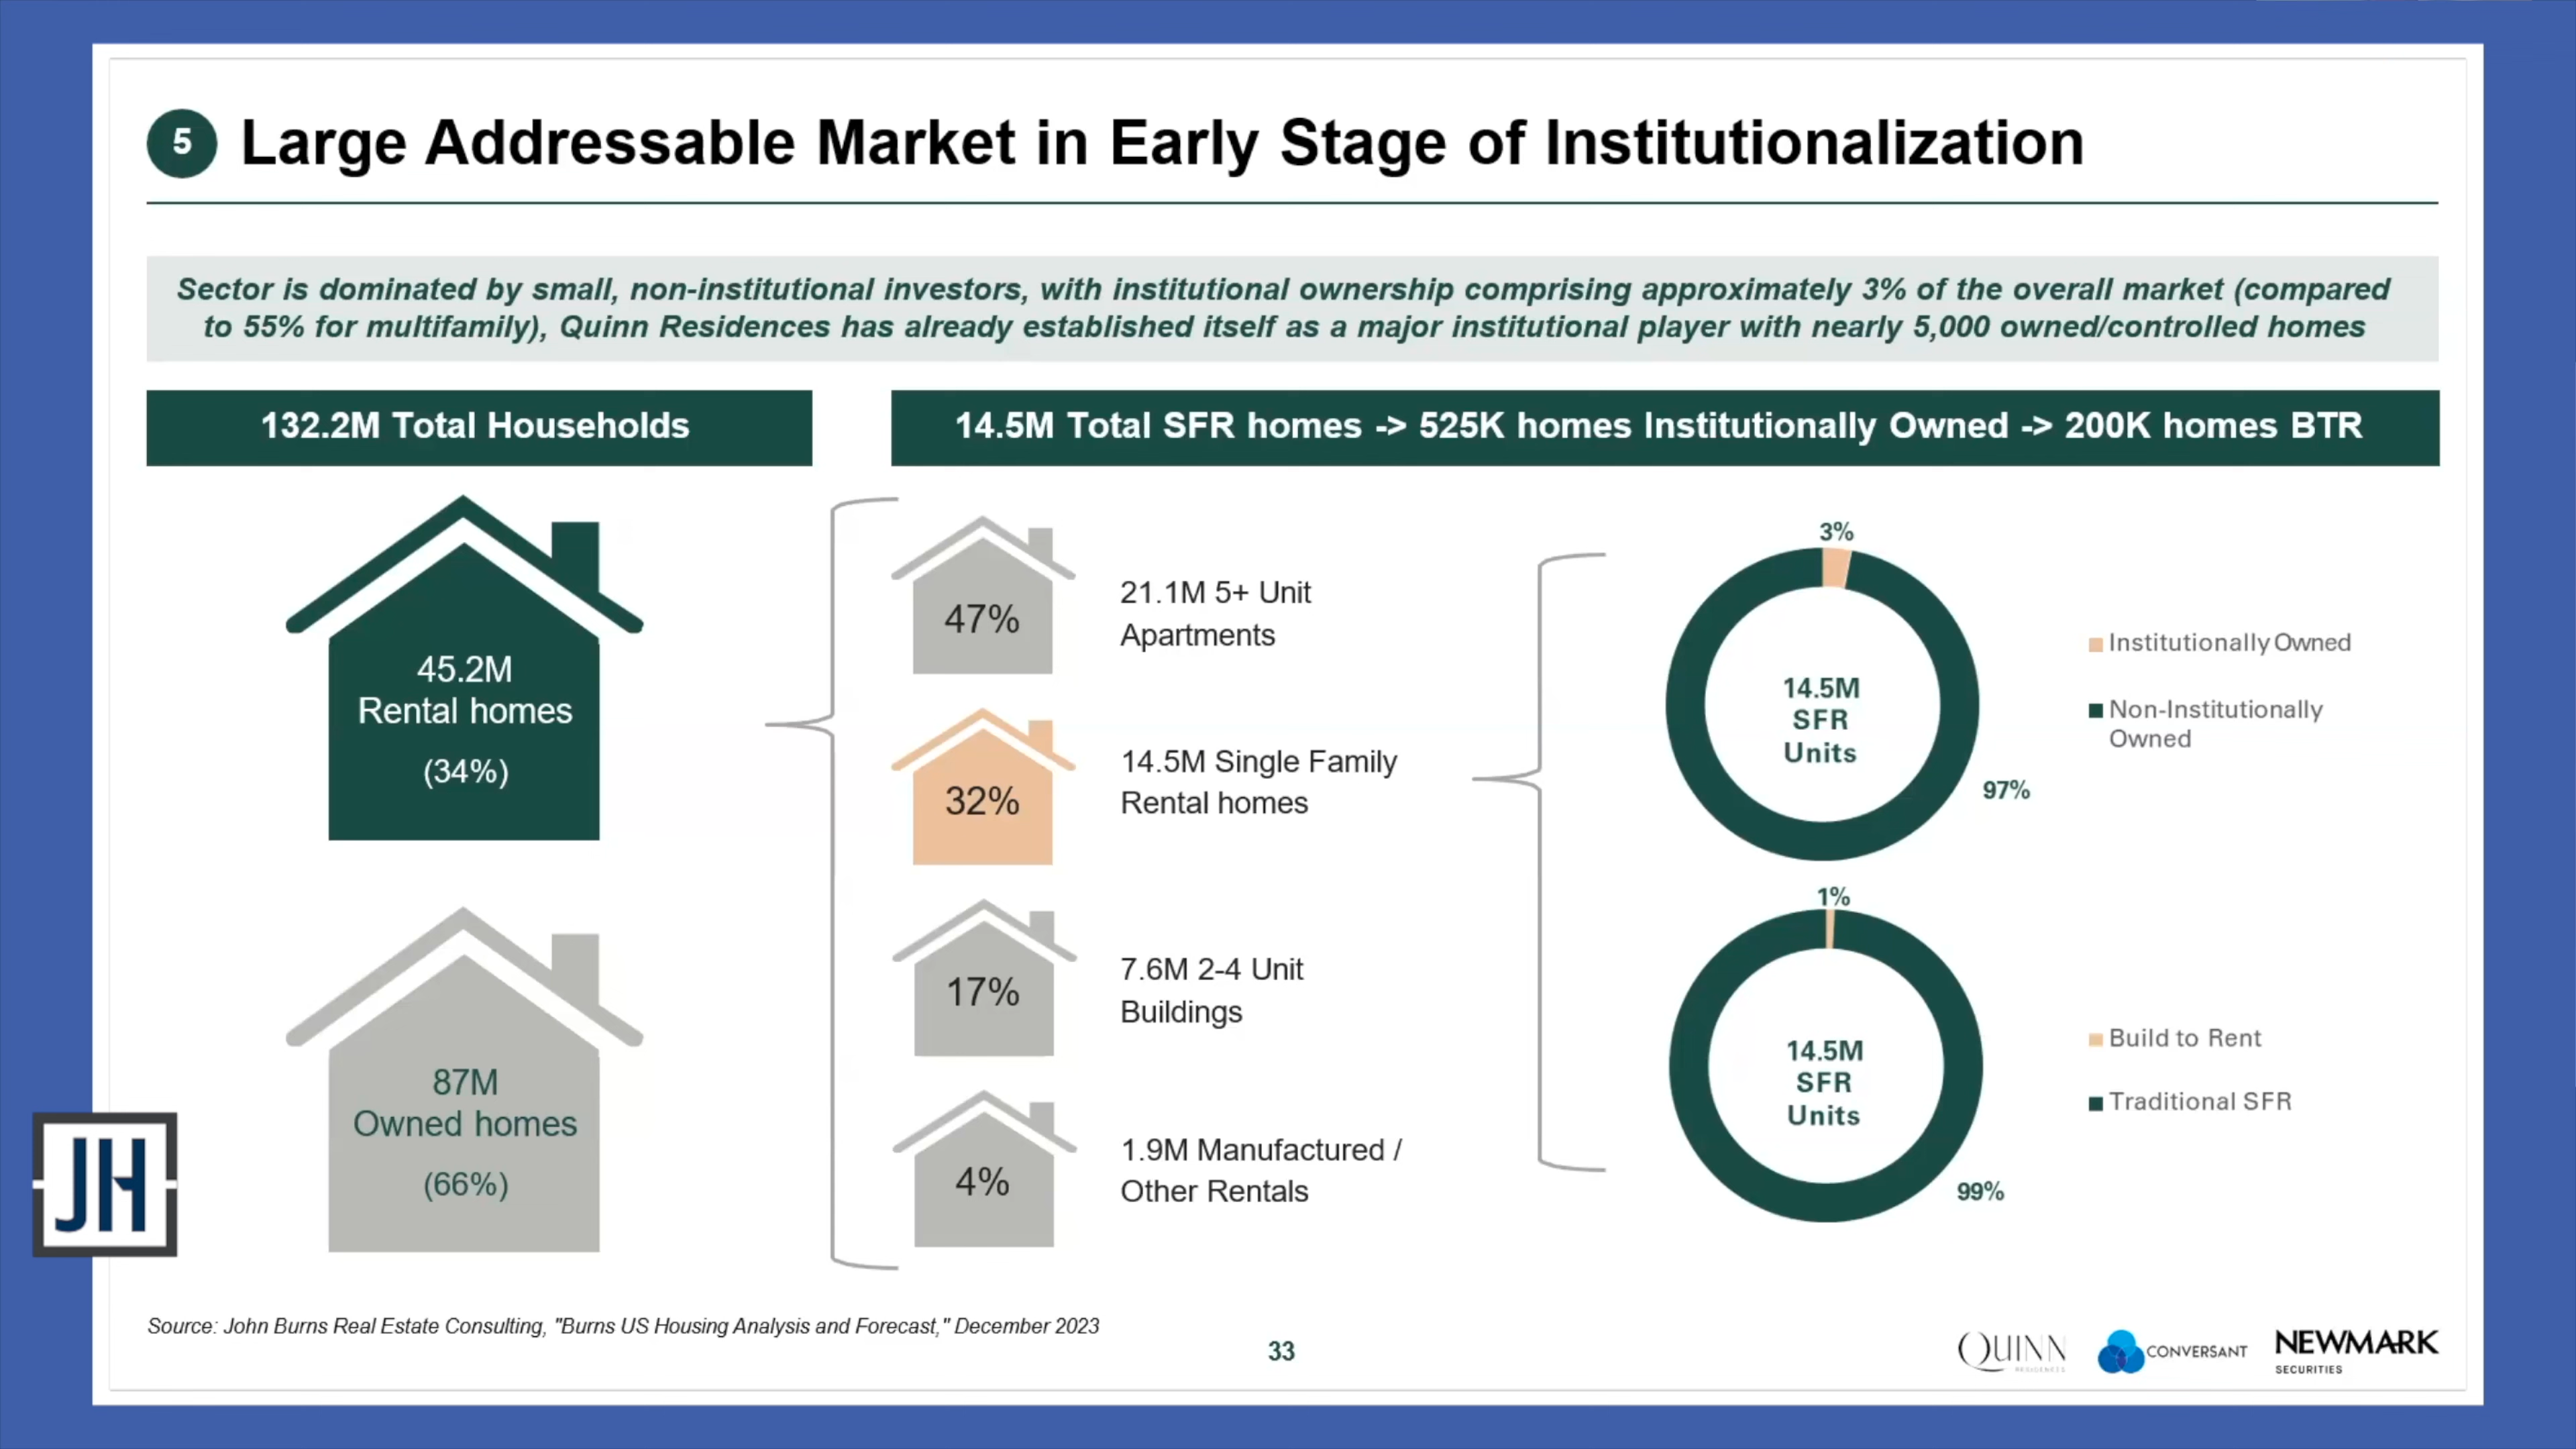 5 Large Addressable Market in Early Stage of Institutionalization
Sector is dominated by small, non-institutional investors, with institutional ownership comprising approximately 3% of the overall market (compared
to 55% for multifamily), Quinn Residences has already established itself as a major institutional player with nearly 5,000 owned/controlled homes
132.2M Total Households
14.5M Total SFR homes -> 525K homes Institutionally Owned -> 200K homes BTR
45.2M
Rental homes
(34%)
87M
Owned homes
(66%)
47%
21.1M 5+ Unit
Apartments
32%
14.5M Single Family
Rental homes
17%
7.6M 2-4 Unit
Buildings
4%
1.9M Manufactured /
Other Rentals
3%
14.5M
SFR
Units
97%
Institutionally Owned
Non-Institutionally
Owned
1%
14.5M
SFR
Units
99%
Build to Rent
Traditional SFR
JH
Source: John Burns Real Estate Consulting, "Burns US Housing Analysis and Forecast," December 2023
33
QUINN
RESIDENCES
CONVERSANT
NEWMARK
SECURITIES